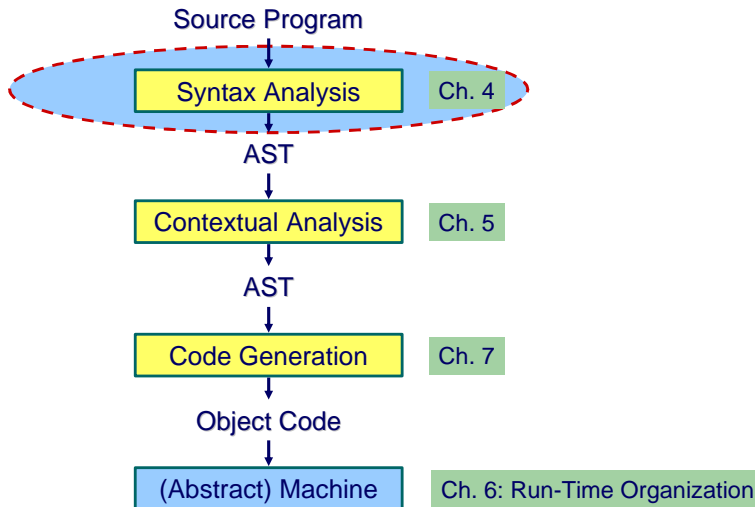 Source Program
Syntax Analysis
Ch. 4
AST
Contextual Analysis
Ch. 5
AST
Code Generation
Ch. 7
Object Code
(Abstract) Machine
Ch. 6: Run-Time Organization